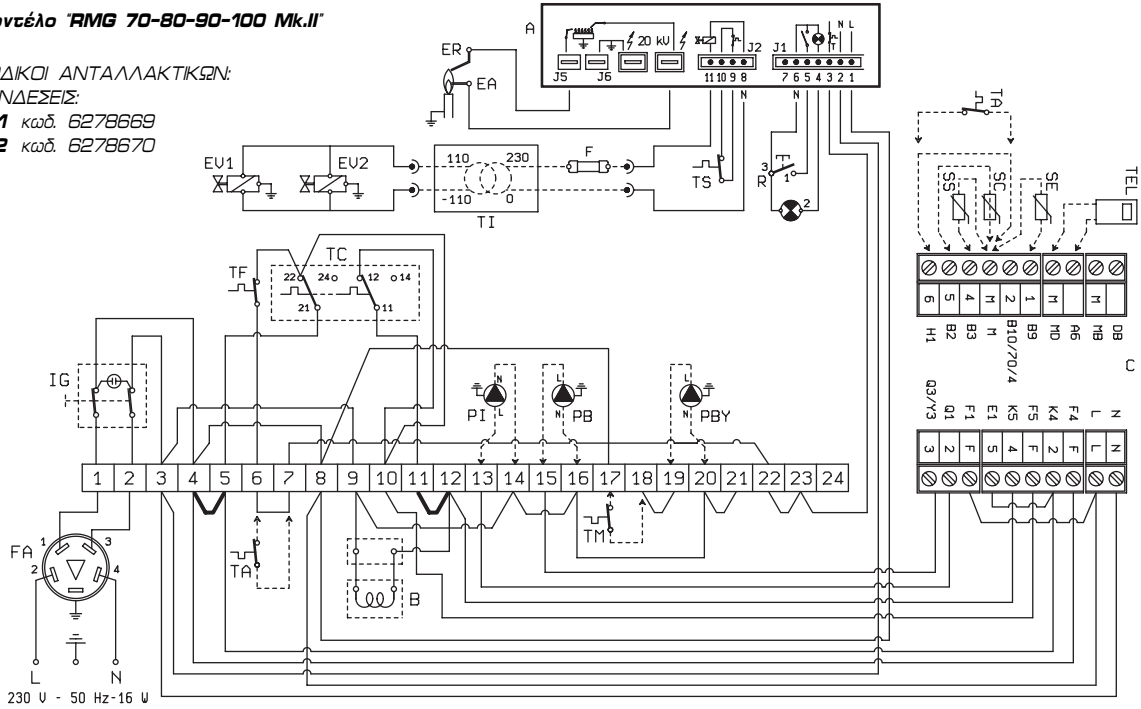 ντέλο "RMG 70-80-90-100 Mk.II"
ΔΙΚΟΙ ΑΝΤΑΛΛΑΚΤΙΚΩΝ:
ΝΔΕΣΕΙΣ:
1 κωδ. 6278669
2 κωδ. 6278670
A
ER
EA
20 kV
J5 J6 J2 J1
T
N L
11 10 9 8 7 6 5 4 3 2 1
N N
EV1 EV2
110 230
-110 0
TI
F
TS
3 1
R
2
TA
SS SC SE TEL
6 5 4 M 2 1 M M
H1 B2 B3 M B10/70/4 B9 MD A6 MB DB
C
Q3/Y3 Q1 F1 E1 K5 F5 K4 F4 L N
3 2 F 5 4 F 2 F L N
TF
TC
22 24 12 14
21 11
IG
N L
PI
L N
PB
L N
PBY
1 2 3 4 5 6 7 8 9 10 11 12 13 14 15 16 17 18 19 20 21 22 23 24
FA
1 3
2 4
TA
B
TM
L N
230 V - 50 Hz-16 W